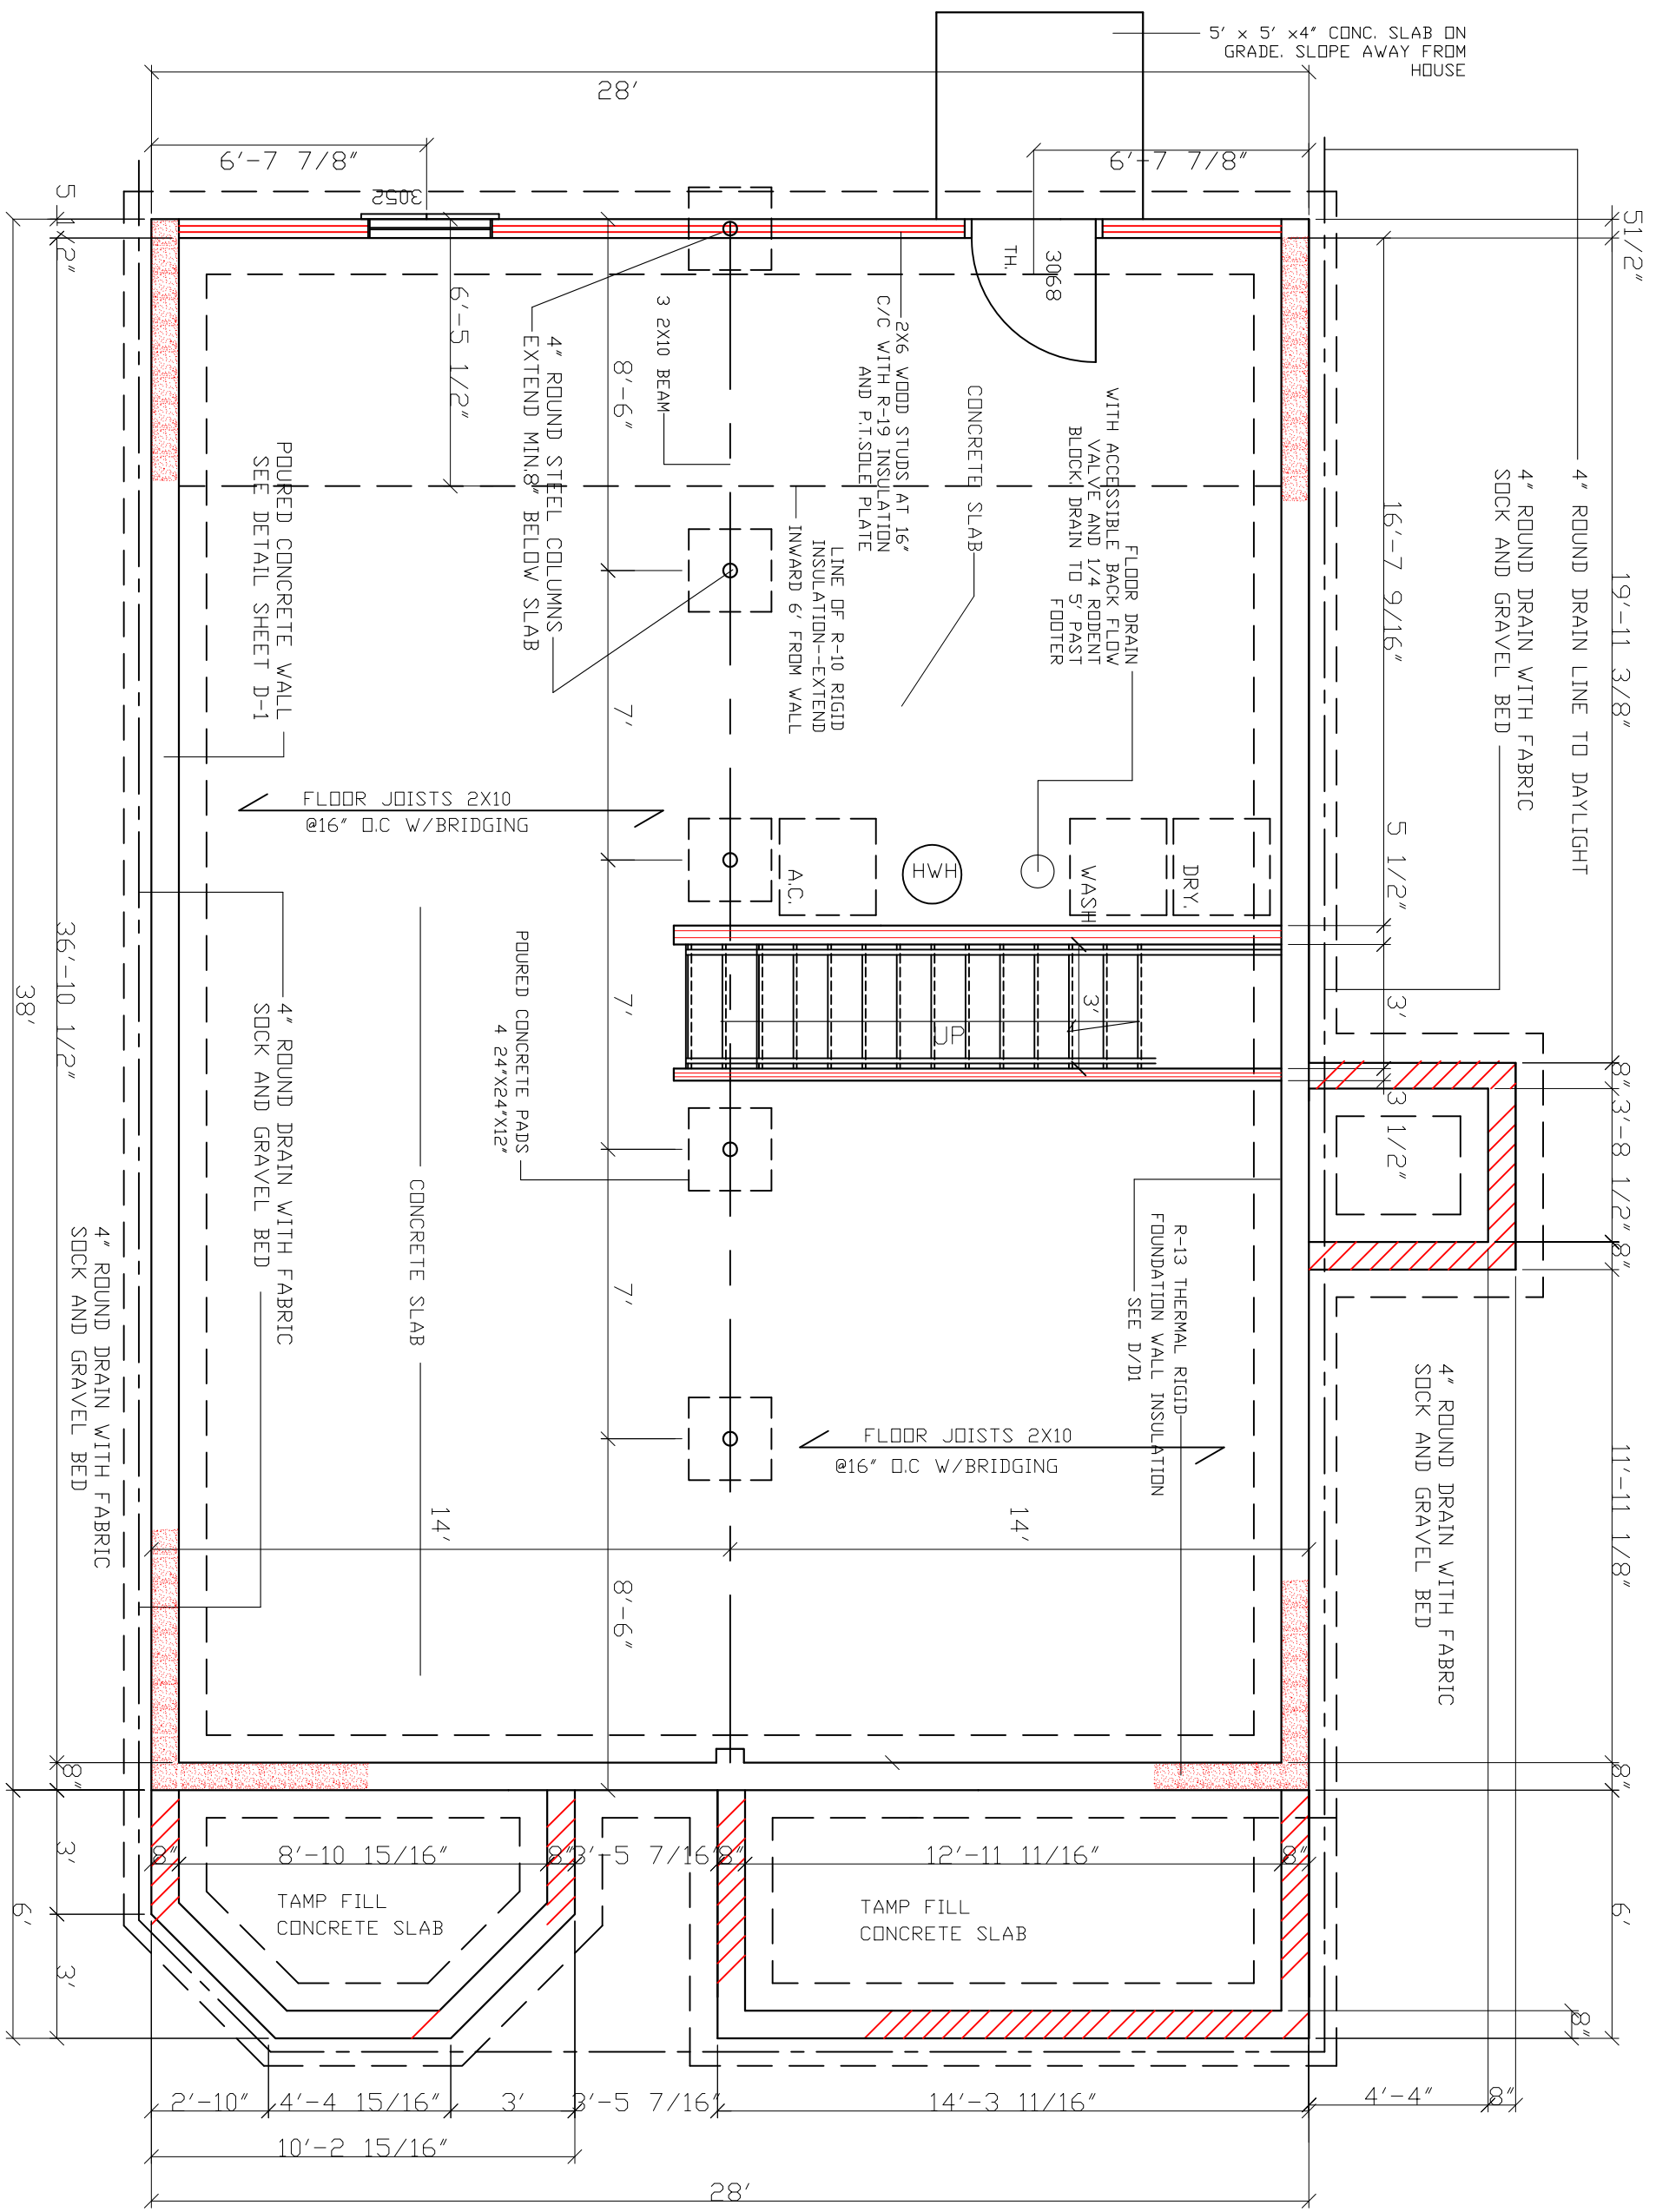 5' x 5' x4" CONC. SLAB ON
GRADE. SLOPE AWAY FROM
HOUSE
28'
6'-7 7/8"
6'-7 7/8"
5 1/2"
3052
51/2"
TH.
3068
6'-5 1/2"
8'-6"
3 2X10 BEAM
4" ROUND STEEL COLUMNS
EXTEND MIN.8" BELOW SLAB
2X6 WOOD STUDS AT 16"
C/C WITH R-19 INSULATION
AND P.T.SOLE PLATE
CONCRETE SLAB
FLOOR DRAIN
WITH ACCESSIBLE BACK FLOW
VALVE AND 1/4 RODENT
BLOCK. DRAIN TO 5' PAST
FOOTER
LINE OF R-10 RIGID
INSULATION--EXTEND
INWARD 6' FROM WALL
POURED CONCRETE WALL
SEE DETAIL SHEET D-1
4" ROUND DRAIN LINE TO DAYLIGHT
4" ROUND DRAIN WITH FABRIC
SOCK AND GRAVEL BED
16'-7 9/16"
19'-11 3/8"
7'
FLOOR JOISTS 2X10
@16" O.C W/BRIDGING
A.C.
HWH
WASH
DRY.
5 1/2"
3'
3'
UP
3 1/2"
8"
3'-8 1/2"
8"
36'-10 1/2"
38'
POURED CONCRETE PADS
4 24"X24"X12"
7'
4" ROUND DRAIN WITH FABRIC
SOCK AND GRAVEL BED
CONCRETE SLAB
4" ROUND DRAIN WITH FABRIC
SOCK AND GRAVEL BED
7'
R-13 THERMAL RIGID
FOUNDATION WALL INSULATION
SEE D/D1
4" ROUND DRAIN WITH FABRIC
SOCK AND GRAVEL BED
FLOOR JOISTS 2X10
@16" O.C W/BRIDGING
11'-11 1/8"
14'
14'
8'-6"
8"
8"
3'
8"
8'-10 15/16"
8"
3'-5 7/16"
8"
12'-11 11/16"
8"
TAMP FILL
CONCRETE SLAB
TAMP FILL
CONCRETE SLAB
6'
6'
3'
8"
2'-10"
4'-4 15/16"
3'
3'-5 7/16"
14'-3 11/16"
4'-4"
8"
10'-2 15/16"
28'